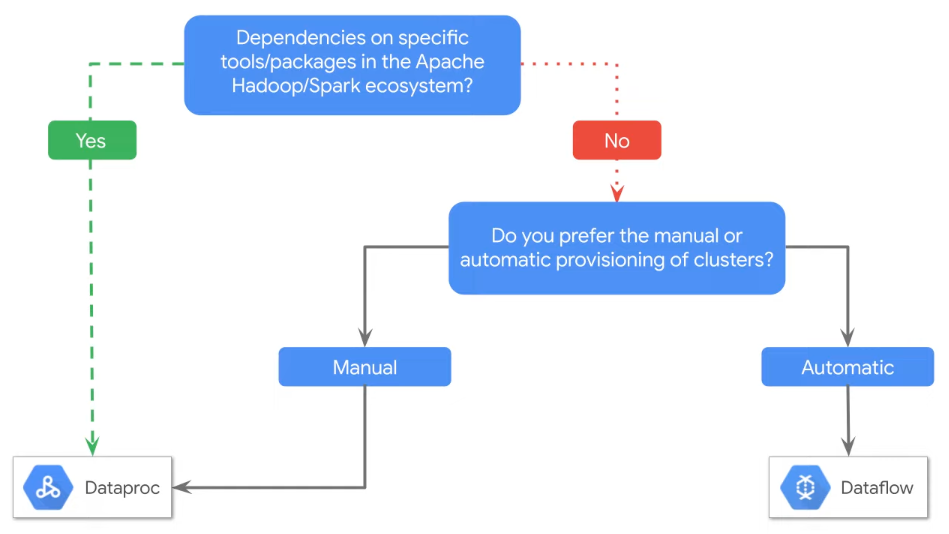 Dependencies on specific
tools/packages in the Apache
Hadoop/Spark ecosystem?
Yes
No
Do you prefer the manual or
automatic provisioning of clusters?
Manual
Automatic
Dataproc
Dataflow